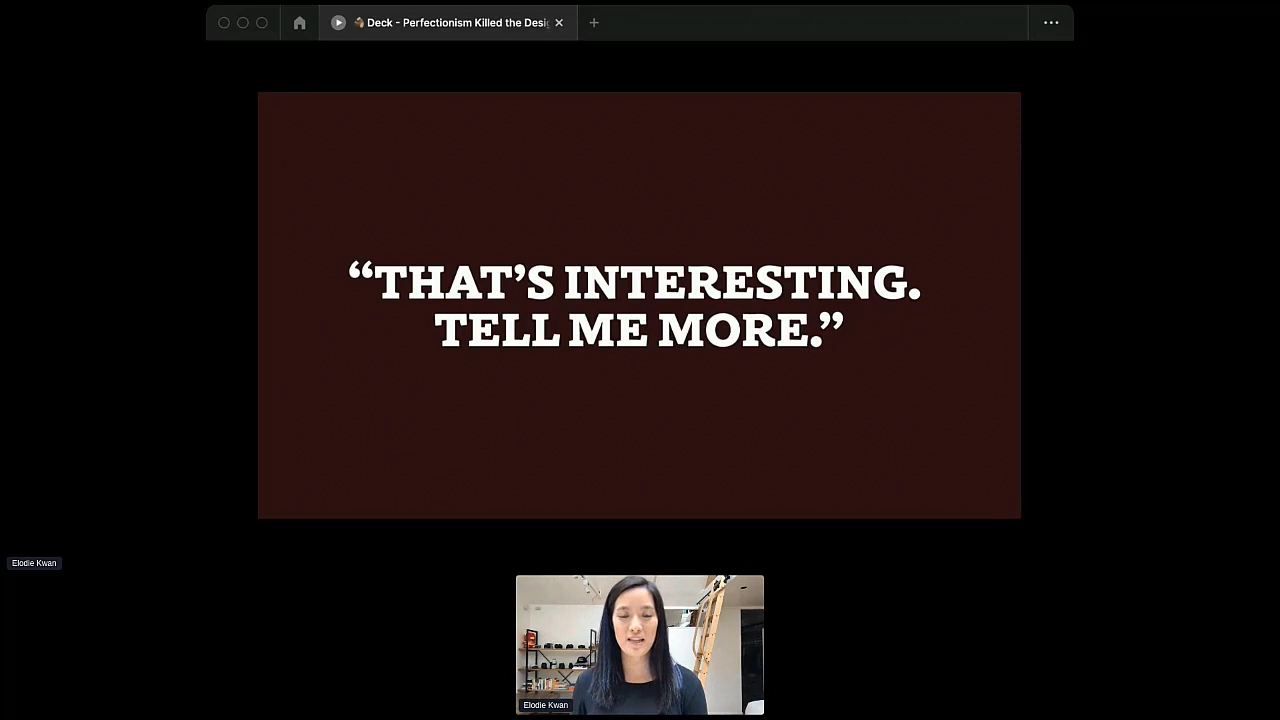 Deck - Perfectionism Killed the Desi
“THAT’S INTERESTING.
TELL ME MORE.”
Elodie Kwan
Elodie Kwan